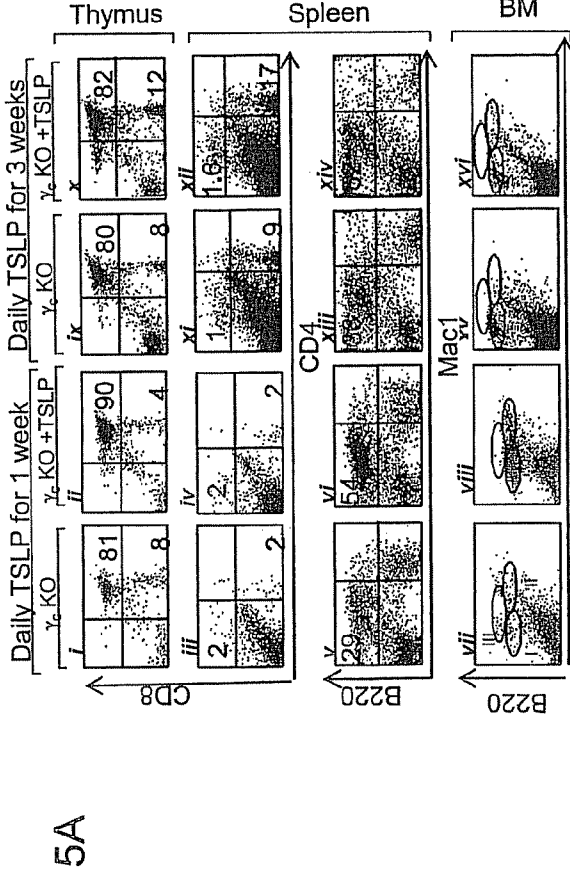 5A
Daily TSLP for 1 week Daily TSLP for 3 weeks
γc KO γc KO +TSLP γc KO γc KO +TSLP
i ii ix x
81 90 80 82
8 4 8 12
CD8
Thymus
iii iv xi xii
2 2 1 1.6
2 2 9 17
CD4
Spleen
v vi xiii xiv
29 54
B220
Mac1
vii viii xv xvi
III II I
B220
BM